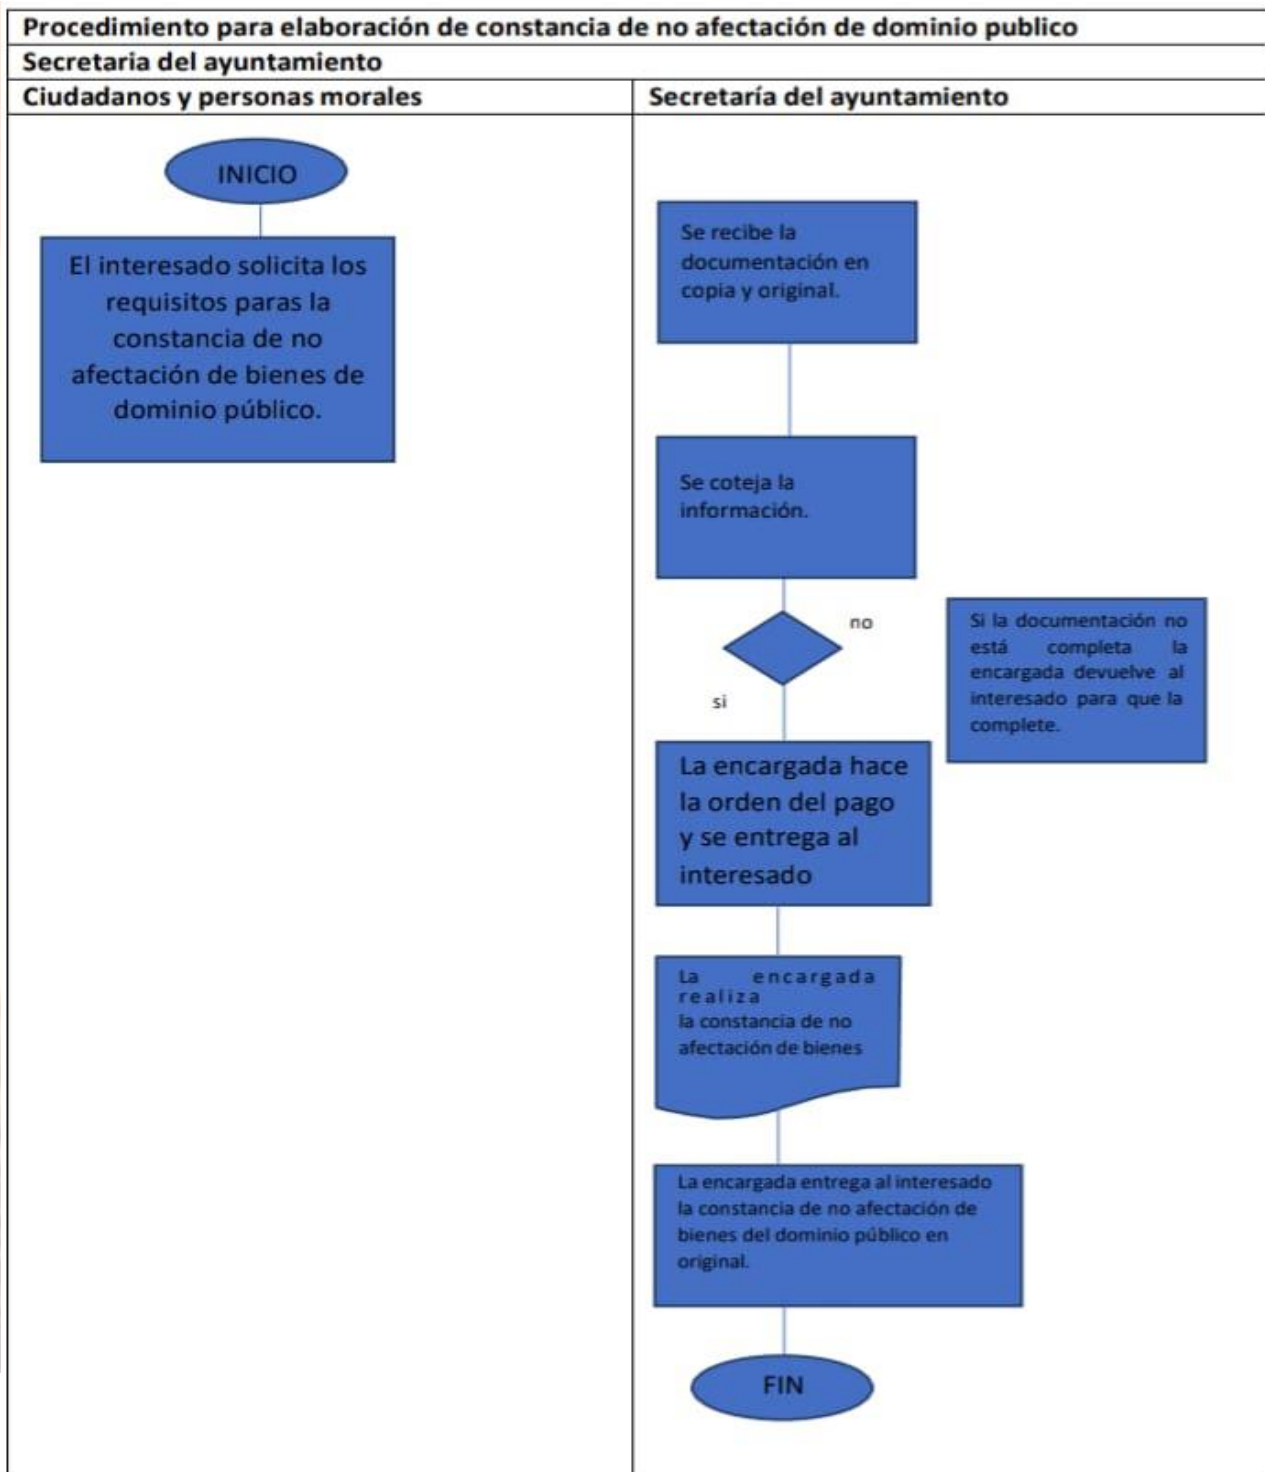 Procedimiento para elaboración de constancia de no afectación de dominio publico
Secretaria del ayuntamiento
Ciudadanos y personas morales
Secretaría del ayuntamiento
INICIO
El interesado solicita los
requisitos paras la
constancia de no
afectación de bienes de
dominio público.
Se recibe la
documentación en
copia y original.
Se coteja la
información.
no
Si la documentación no
está completa la
encargada devuelve al
interesado para que la
complete.
si
La encargada hace
la orden del pago
y se entrega al
interesado
La encargada
realiza
la constancia de no
afectación de bienes
La encargada entrega al interesado
la constancia de no afectación de
bienes del dominio público en
original.
FIN